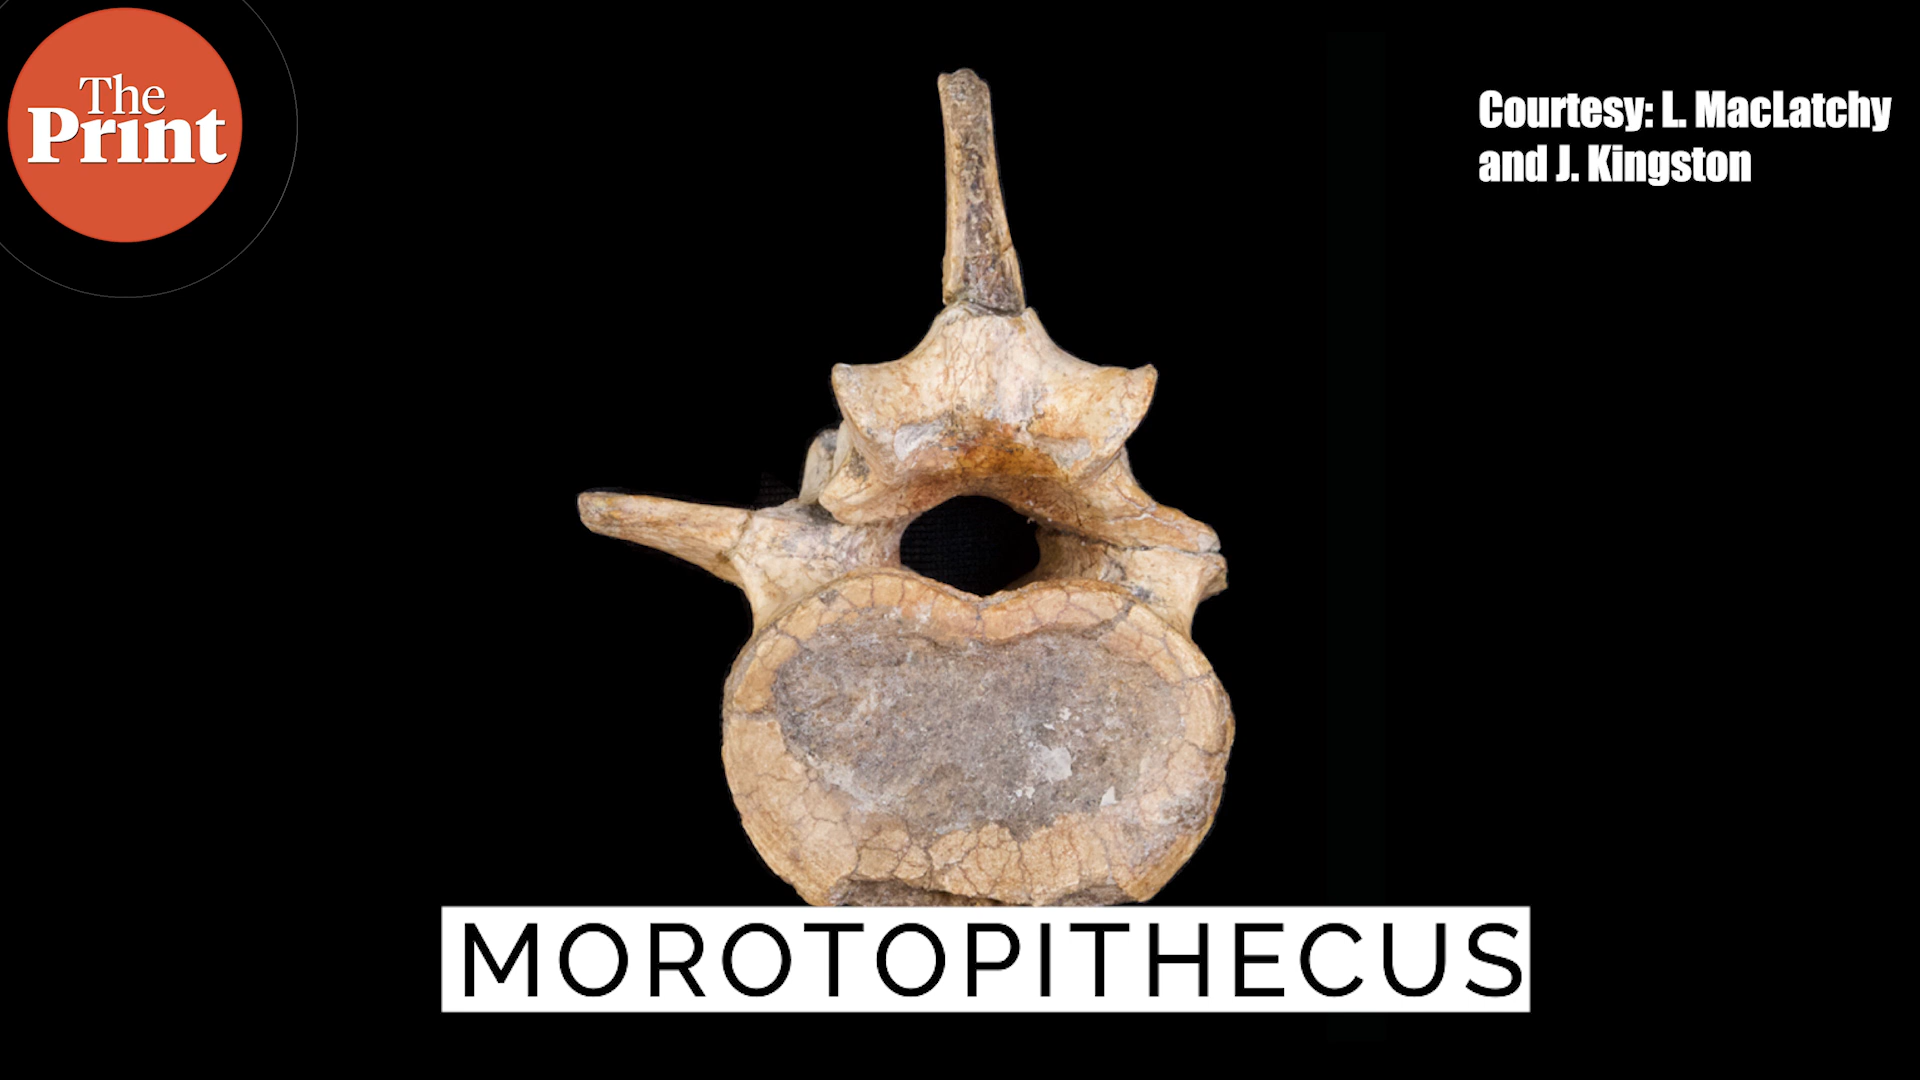 The
Print
Courtesy: L. MacLatchy
and J. Kingston
MOROTOPITHECUS